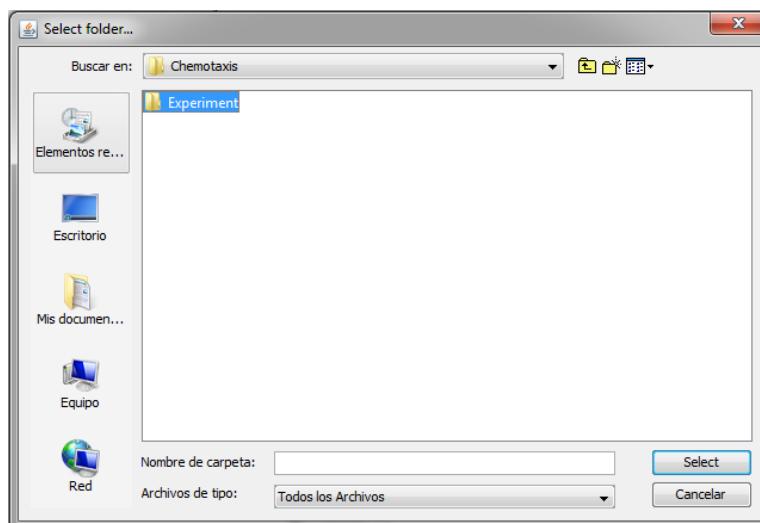 Select folder...
Buscar en:
Chemotaxis
Experiment
Elementos re...
Escritorio
Mis documen...
Equipo
Red
Nombre de carpeta:
Select
Archivos de tipo:
Todos los Archivos
Cancelar